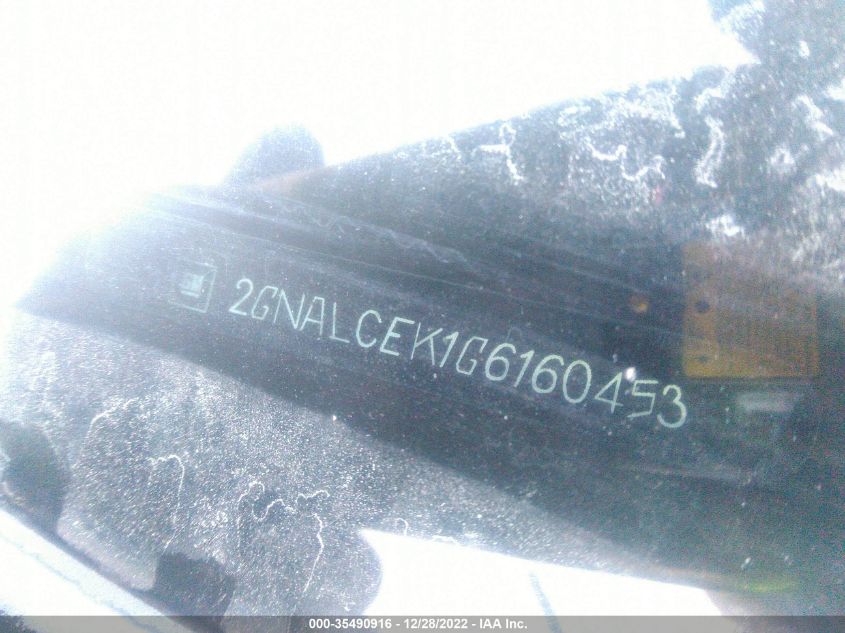 2GNALCEK1G6160453
000-35490916 - 12/28/2022 - IAA Inc.